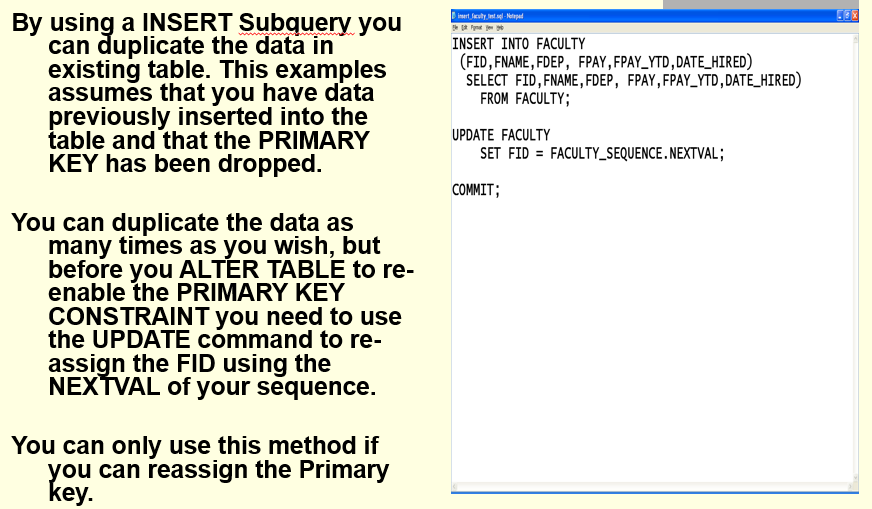 By using a INSERT Subquery you
can duplicate the data in
existing table. This examples
assumes that you have data
previously inserted into the
table and that the PRIMARY
KEY has been dropped.
You can duplicate the data as
many times as you wish, but
before you ALTER TABLE to re-
enable the PRIMARY KEY
CONSTRAINT you need to use
the UPDATE command to re-
assign the FID using the
NEXTVAL of your sequence.
You can only use this method if
you can reassign the Primary
key.
insert_faculty_test.sql - Notepad
File Edit Format View Help
INSERT INTO FACULTY
(FID,FNAME,FDEP, FPAY,FPAY_YTD,DATE_HIRED)
SELECT FID,FNAME,FDEP, FPAY,FPAY_YTD,DATE_HIRED)
FROM FACULTY;
UPDATE FACULTY
SET FID = FACULTY_SEQUENCE.NEXTVAL;
COMMIT;